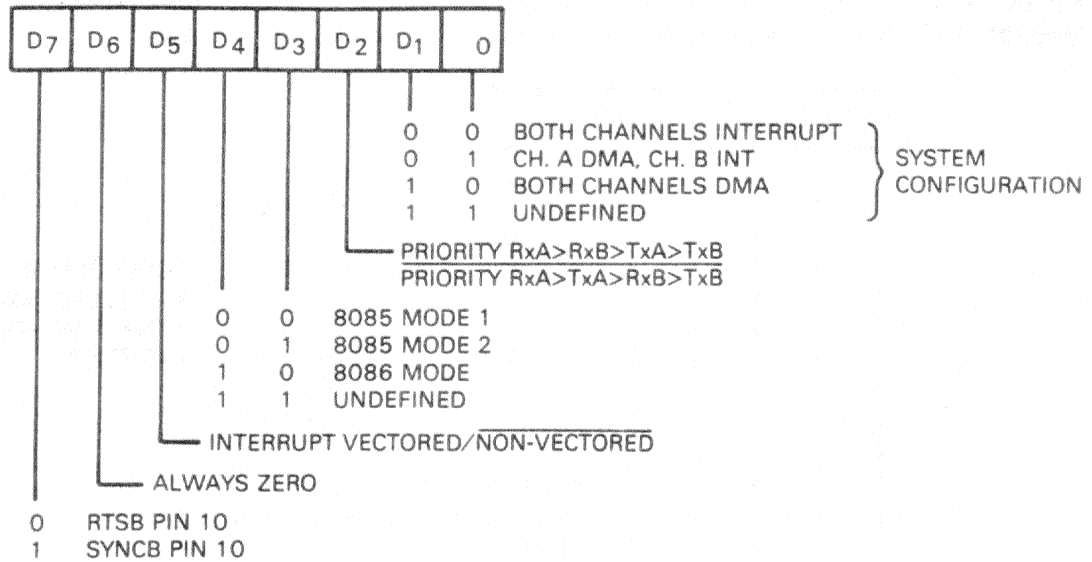 D7 D6 D5 D4 D3 D2 D1 0
0 0 BOTH CHANNELS INTERRUPT
0 1 CH. A DMA, CH. B INT
1 0 BOTH CHANNELS DMA
1 1 UNDEFINED
SYSTEM
CONFIGURATION
PRIORITY RxA>RxB>TxA>TxB
PRIORITY RxA>TxA>RxB>TxB
0 0 8085 MODE 1
0 1 8085 MODE 2
1 0 8086 MODE
1 1 UNDEFINED
INTERRUPT VECTORED/NON-VECTORED
ALWAYS ZERO
0 RTSB PIN 10
1 SYNCB PIN 10